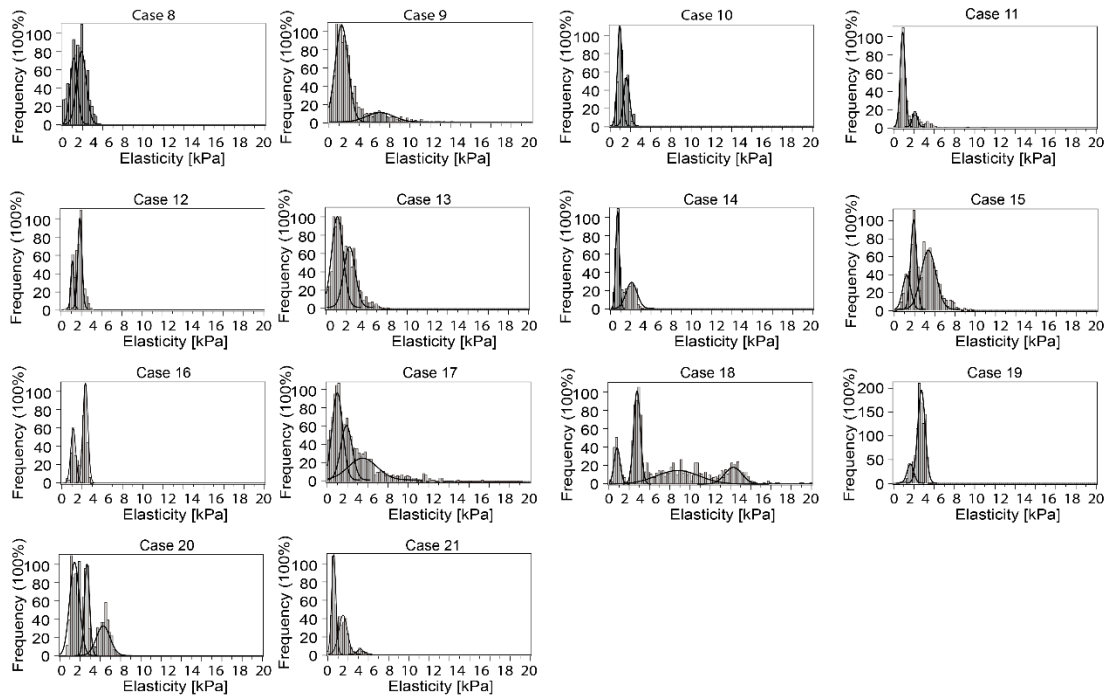 Case 8
Frequency (100%)
100
80
60
40
20
0
0 2 4 6 8 10 12 14 16 18 20
Elasticity [kPa]
Case 9
Frequency (100%)
100
80
60
40
20
0
0 2 4 6 8 10 12 14 16 18 20
Elasticity [kPa]
Case 10
Frequency (100%)
100
80
60
40
20
0
0 2 4 6 8 10 12 14 16 18 20
Elasticity [kPa]
Case 11
Frequency (100%)
100
80
60
40
20
0
0 2 4 6 8 10 12 14 16 18 20
Elasticity [kPa]
Case 12
Frequency (100%)
100
80
60
40
20
0
0 2 4 6 8 10 12 14 16 18 20
Elasticity [kPa]
Case 13
Frequency (100%)
100
80
60
40
20
0
0 2 4 6 8 10 12 14 16 18 20
Elasticity [kPa]
Case 14
Frequency (100%)
100
80
60
40
20
0
0 2 4 6 8 10 12 14 16 18 20
Elasticity [kPa]
Case 15
Frequency (100%)
100
80
60
40
20
0
0 2 4 6 8 10 12 14 16 18 20
Elasticity [kPa]
Case 16
Frequency (100%)
100
80
60
40
20
0
0 2 4 6 8 10 12 14 16 18 20
Elasticity [kPa]
Case 17
Frequency (100%)
100
80
60
40
20
0
0 2 4 6 8 10 12 14 16 18 20
Elasticity [kPa]
Case 18
Frequency (100%)
100
80
60
40
20
0
0 2 4 6 8 10 12 14 16 18 20
Elasticity [kPa]
Case 19
Frequency (100%)
200
150
100
50
0
0 2 4 6 8 10 12 14 16 18 20
Elasticity [kPa]
Case 20
Frequency (100%)
100
80
60
40
20
0
0 2 4 6 8 10 12 14 16 18 20
Elasticity [kPa]
Case 21
Frequency (100%)
100
80
60
40
20
0
0 2 4 6 8 10 12 14 16 18 20
Elasticity [kPa]